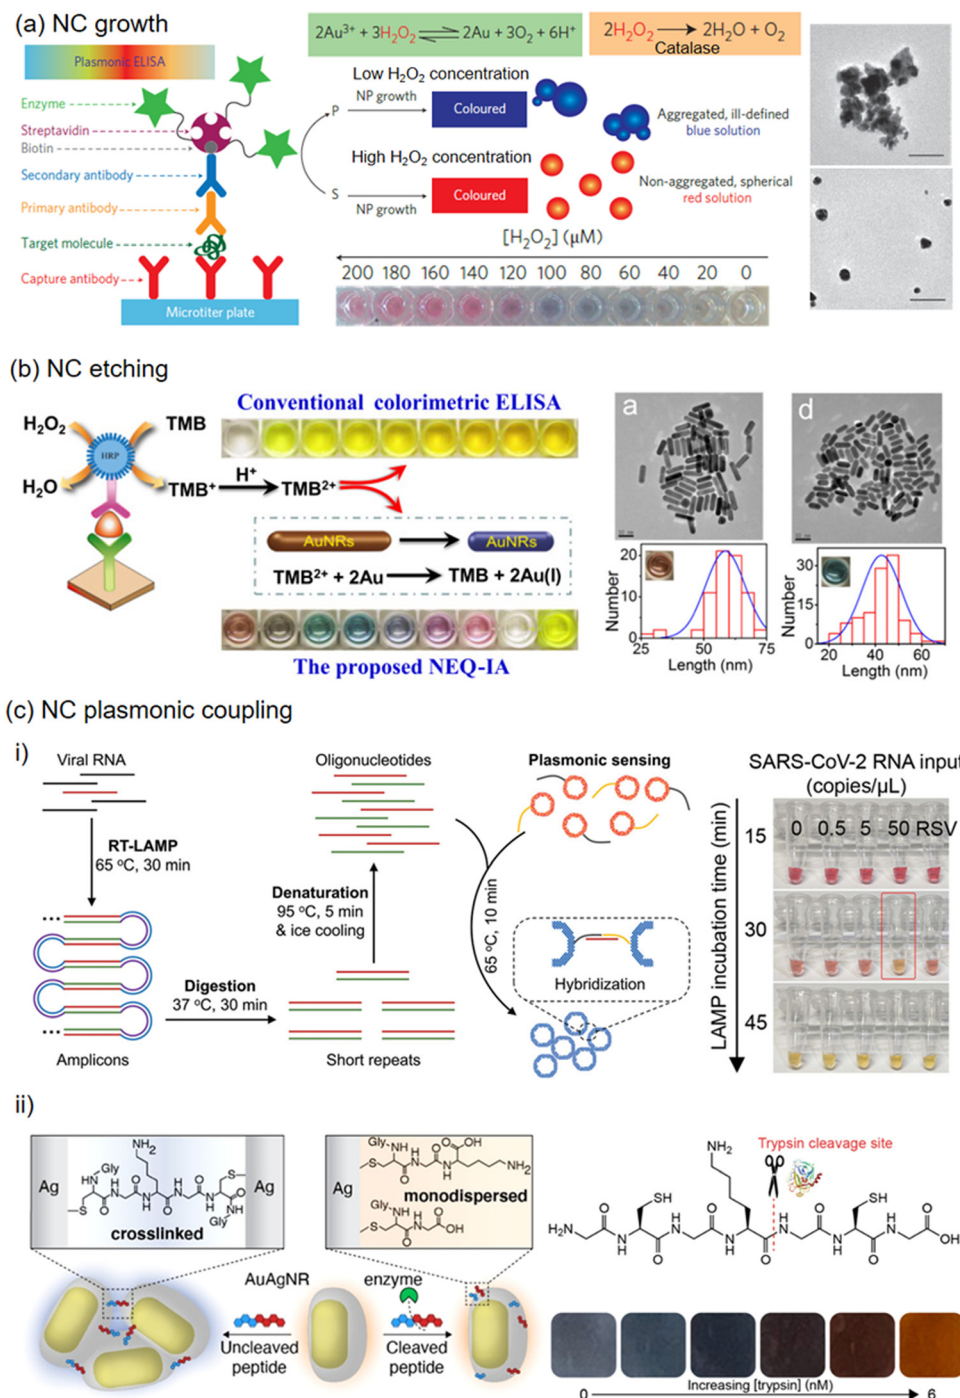 (a) NC growth
Plasmonic ELISA
Enzyme
Streptavidin
Biotin
Secondary antibody
Primary antibody
Target molecule
Capture antibody
Microtiter plate
2Au³⁺ + 3H₂O₂ ⇌ 2Au + 3O₂ + 6H⁺
2H₂O₂ → 2H₂O + O₂
Catalase
Low H₂O₂ concentration
P
NP growth
Coloured
Aggregated, ill-defined
blue solution
High H₂O₂ concentration
S
NP growth
Coloured
Non-aggregated, spherical
red solution
[H₂O₂] (μM)
200 180 160 140 120 100 80 60 40 20 0
(b) NC etching
Conventional colorimetric ELISA
H₂O₂
TMB
HRP
H₂O
TMB⁺
H⁺
TMB²⁺
AuNRs
AuNRs
TMB²⁺ + 2Au → TMB + 2Au(I)
The proposed NEQ-IA
a
d
Number
20
10
0
25 50 75
Length (nm)
Number
30
15
0
20 40 60
Length (nm)
(c) NC plasmonic coupling
i)
Viral RNA
RT-LAMP
65 °C, 30 min
Amplicons
Digestion
37 °C, 30 min
Oligonucleotides
Denaturation
95 °C, 5 min
& ice cooling
Short repeats
Plasmonic sensing
65 °C, 10 min
Hybridization
SARS-CoV-2 RNA input
(copies/μL)
LAMP incubation time (min)
15
0 0.5 5 50 RSV
30
45
ii)
Ag
NH₂
Gly
NH
O
S
H
N
crosslinked
Ag
Ag
Gly
NH
O
OH
NH₂
monodispersed
Gly
NH
OH
AuAgNR
enzyme
Uncleaved
peptide
Cleaved
peptide
NH₂
Trypsin cleavage site
SH
SH
H₂N
O
N
H
OH
0
Increasing [trypsin] (nM)
6